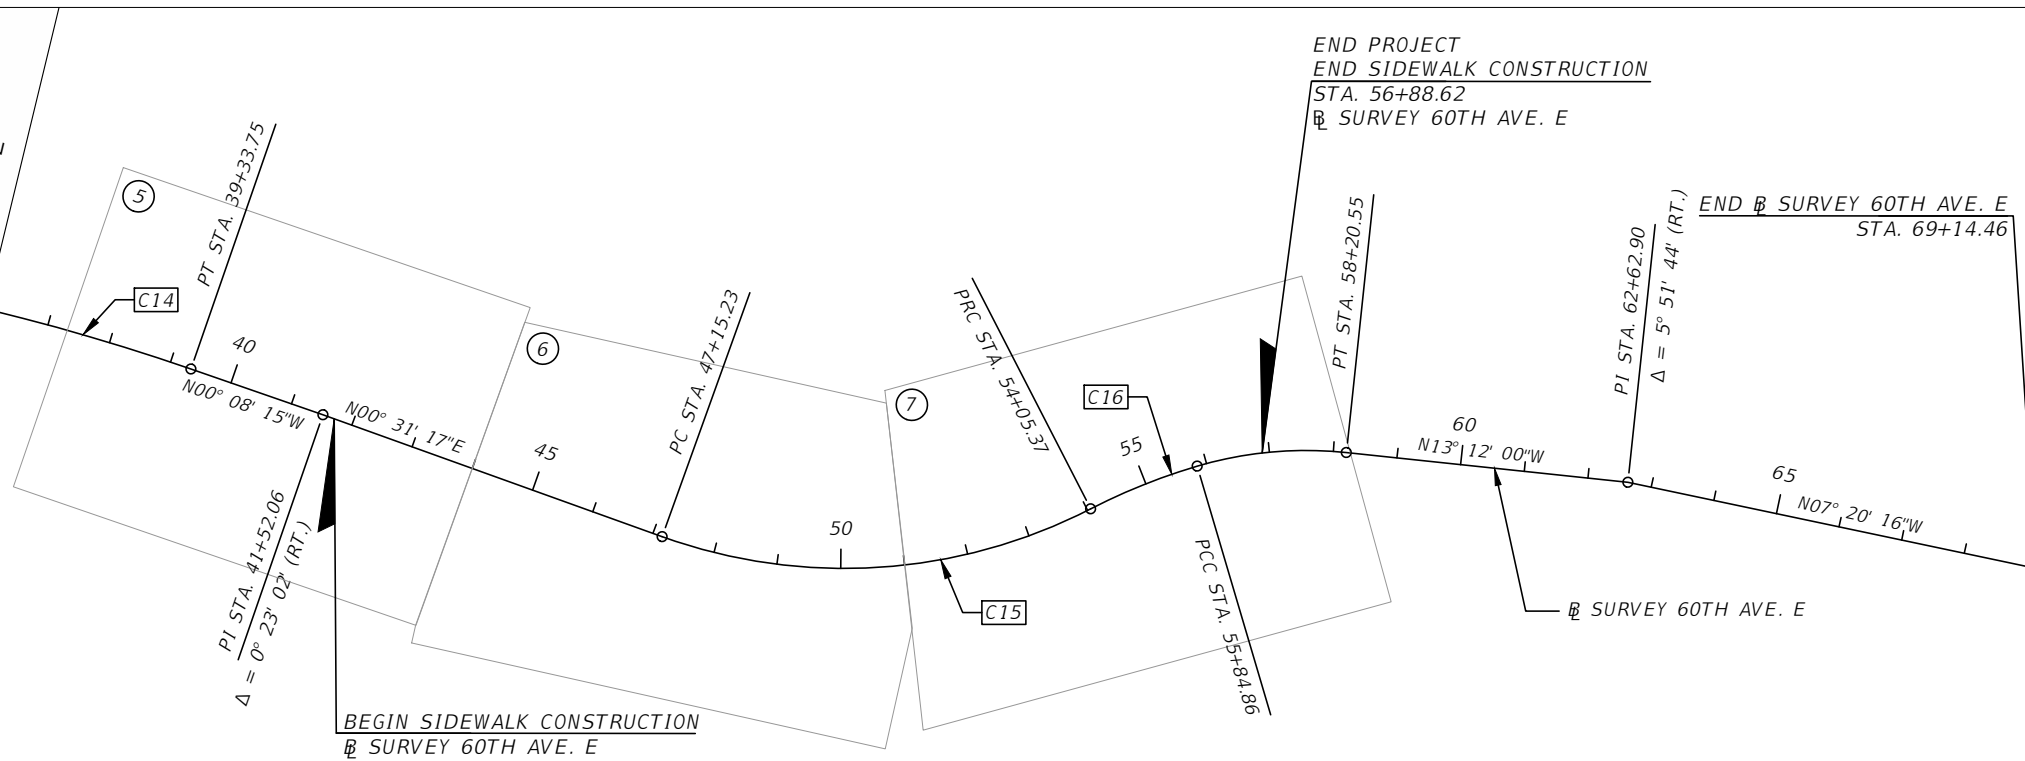 END PROJECT
END SIDEWALK CONSTRUCTION
STA. 56+88.62
℄ SURVEY 60TH AVE. E
5
PT STA. 39+33.75
C14
40
N00° 08' 15"W
N00° 31' 17"E
PI STA. 41+52.06
Δ = 0° 23' 02' (RT.)
BEGIN SIDEWALK CONSTRUCTION
BL SURVEY 60TH AVE. E
6
45
PC STA. 47+15.23
50
7
PRC STA. 54+05.37
C15
C16
55
PCC STA. 55+84.86
PT STA. 58+20.55
60
N13° 12' 00"W
BL SURVEY 60TH AVE. E
PI STA. 62+62.90
Δ = 5° 51' 44' (RT.)
END BL SURVEY 60TH AVE. E
STA. 69+14.46
65
N07° 20' 16"W